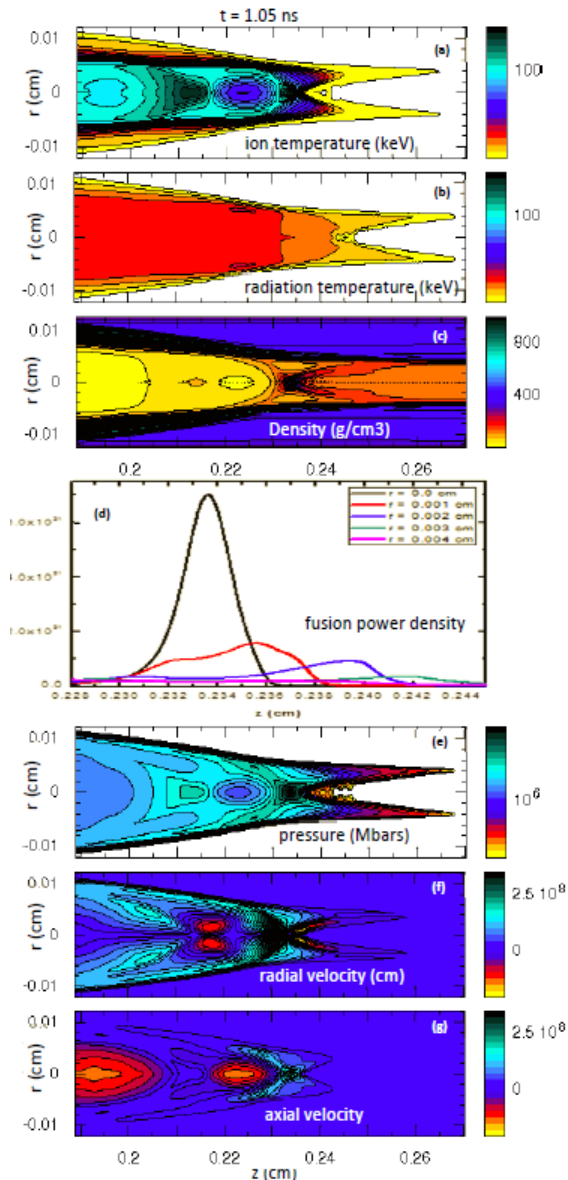 t = 1.05 ns
0.01
0
-0.01
r (cm)
(a)
ion temperature (keV)
100
0.01
0
-0.01
r (cm)
(b)
radiation temperature (keV)
100
0.01
0
-0.01
r (cm)
(c)
Density (g/cm3)
800
400
0.2 0.22 0.24 0.26
(d)
r = 0.0 cm
r = 0.001 cm
r = 0.002 cm
r = 0.003 cm
r = 0.004 cm
fusion power density
0.0
0.228 0.230 0.232 0.234 0.236 0.238 0.240 0.242 0.244
z (cm)
0.01
0
-0.01
r (cm)
(e)
pressure (Mbars)
10^6
0.01
0
-0.01
r (cm)
(f)
radial velocity (cm)
2.5 10^8
0
0.01
0
-0.01
r (cm)
(g)
axial velocity
2.5 10^8
0
0.2 0.22 0.24 0.26
z (cm)